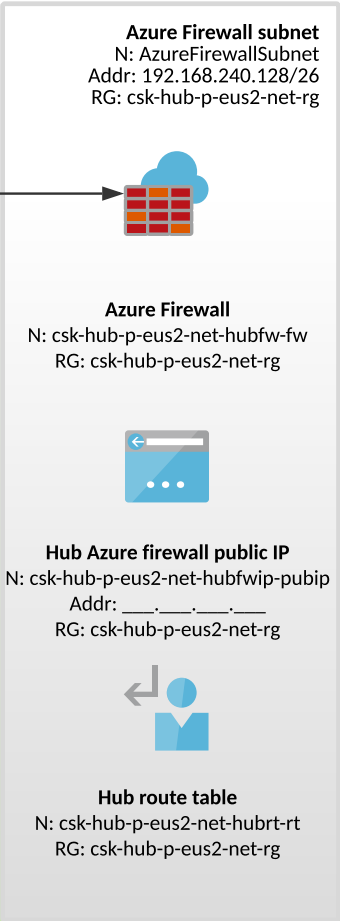 Azure Firewall subnet
N: AzureFirewallSubnet
Addr: 192.168.240.128/26
RG: csk-hub-p-eus2-net-rg
Azure Firewall
N: csk-hub-p-eus2-net-hubfw-fw
RG: csk-hub-p-eus2-net-rg
Hub Azure firewall public IP
N: csk-hub-p-eus2-net-hubfwip-pubip
Addr: ___.___.___.___
RG: csk-hub-p-eus2-net-rg
Hub route table
N: csk-hub-p-eus2-net-hubrt-rt
RG: csk-hub-p-eus2-net-rg